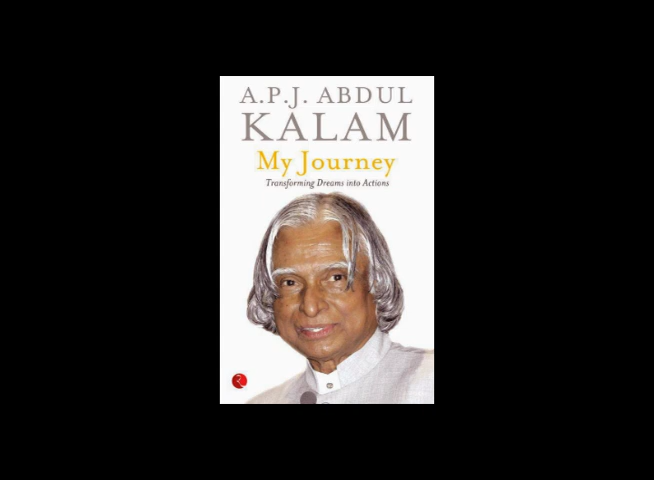 A.P.J. ABDUL
KALAM
My Journey
Transforming Dreams into Actions